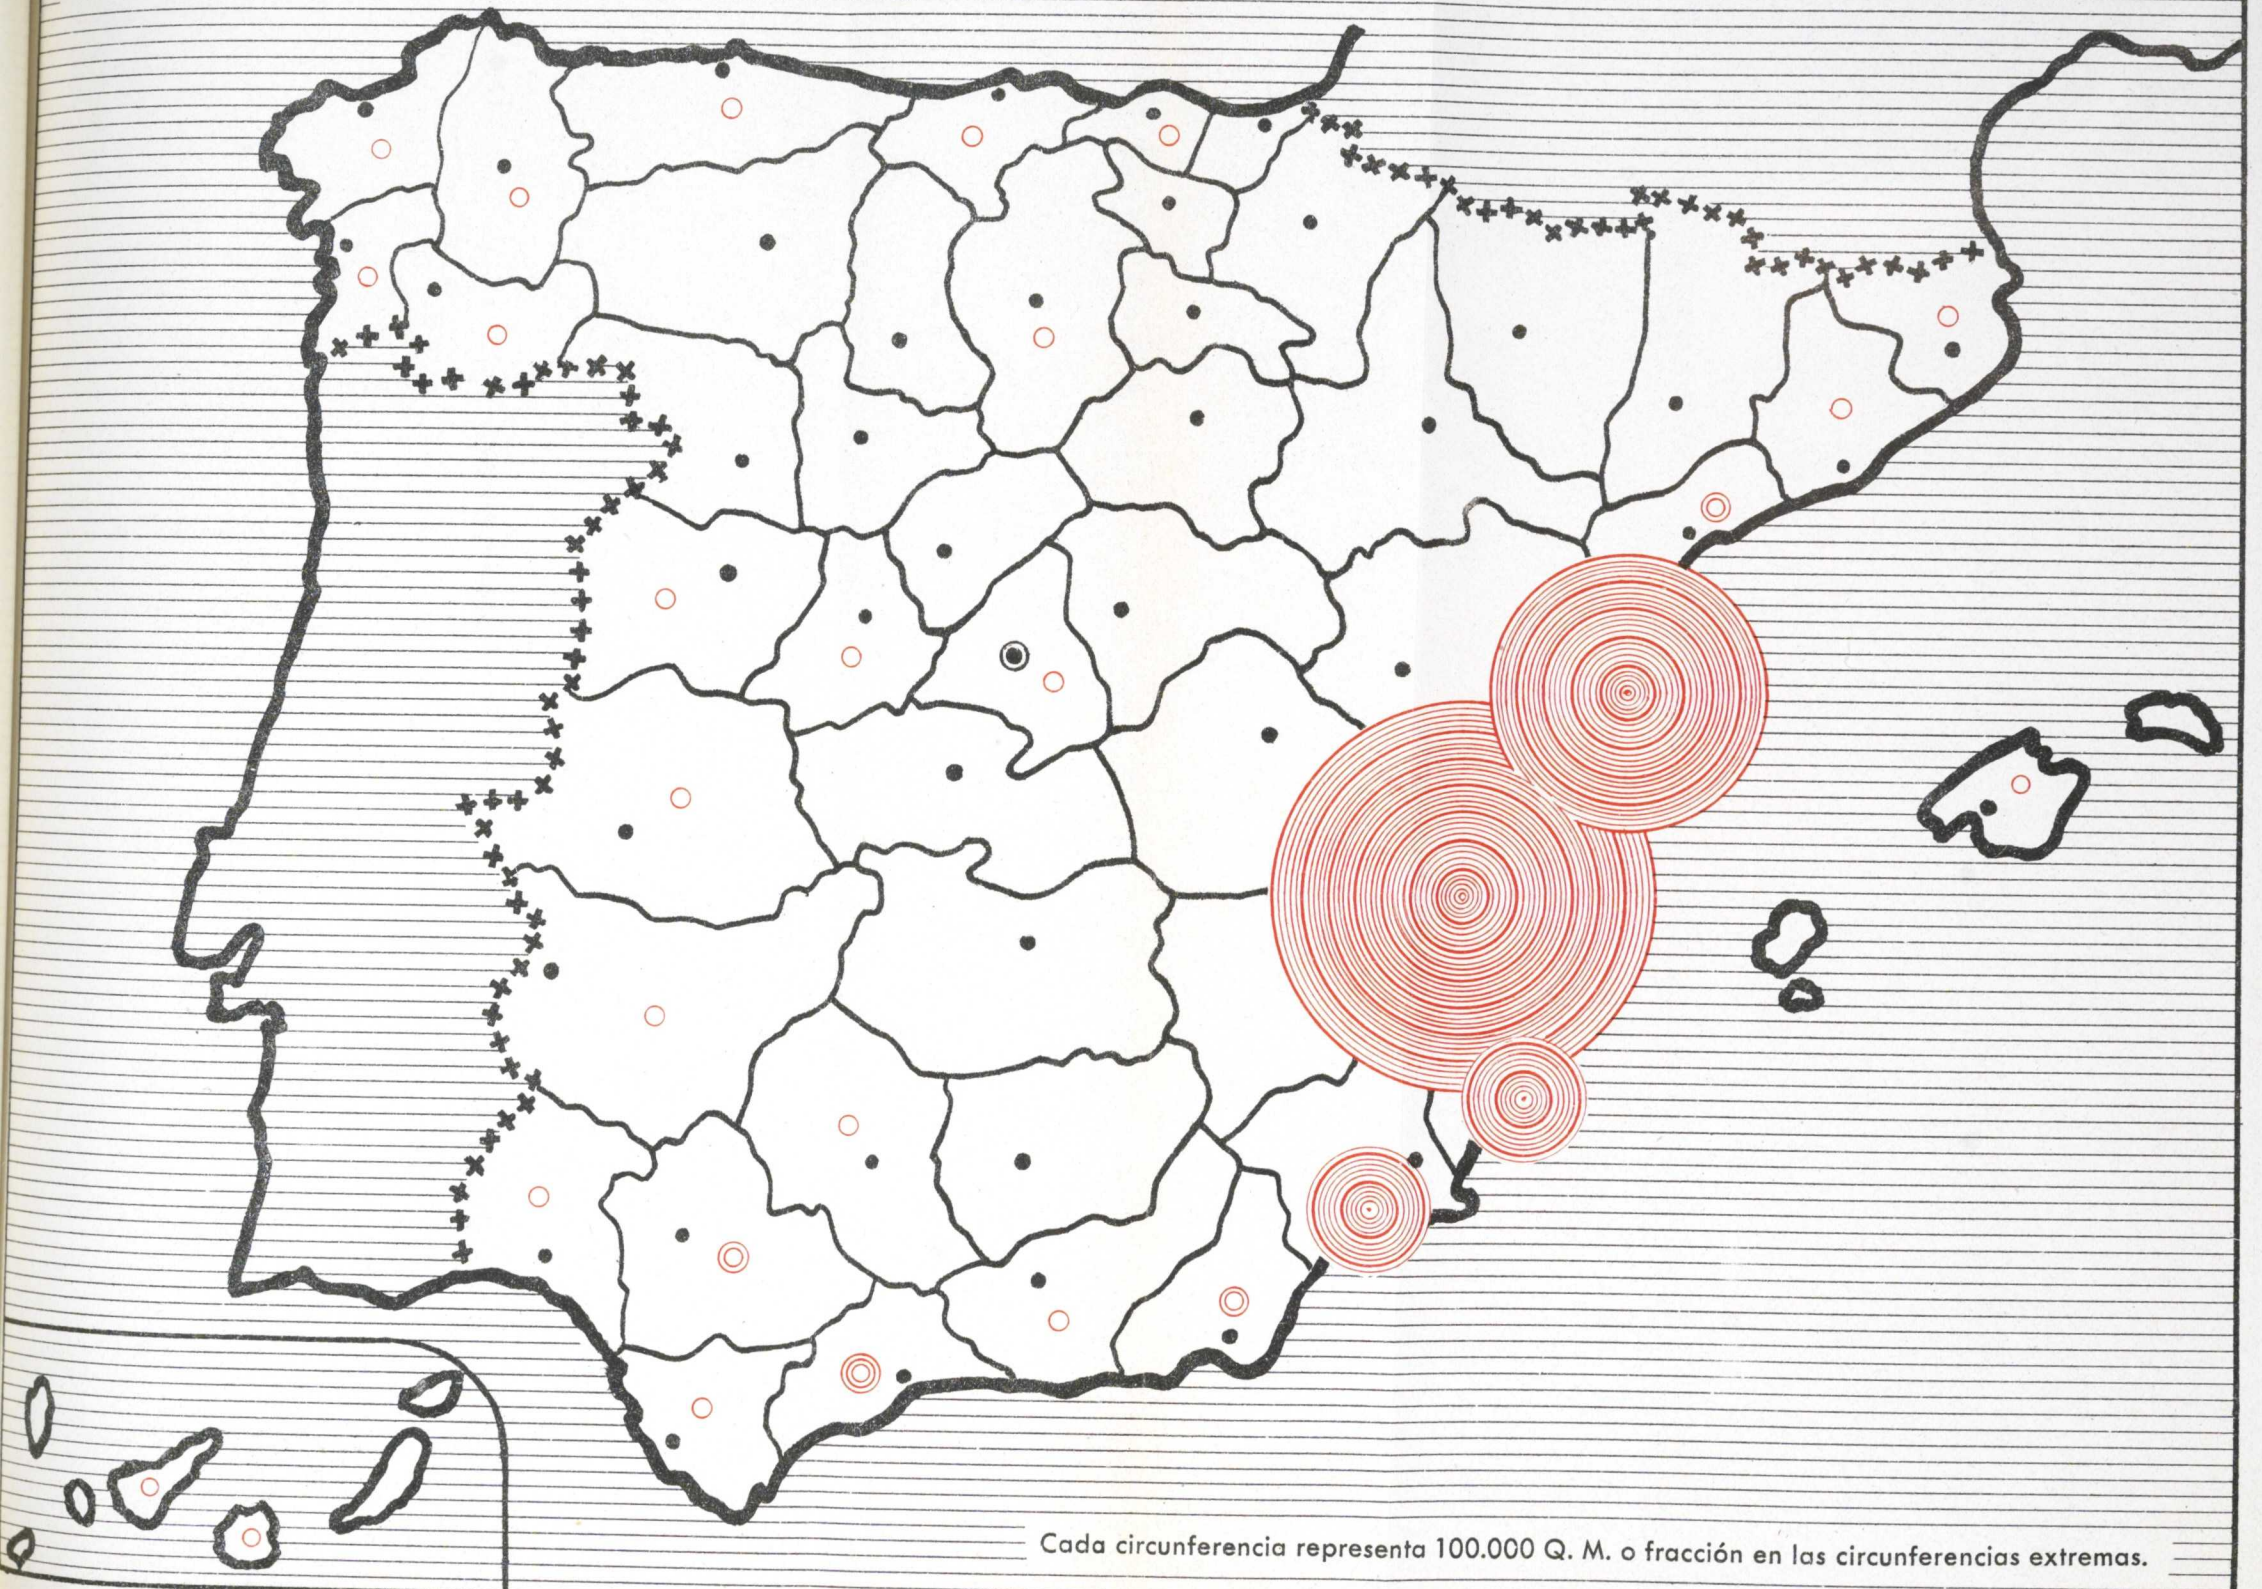 Cada circunferencia representa 100.000 Q. M. o fracción en las circunferencias extremas.